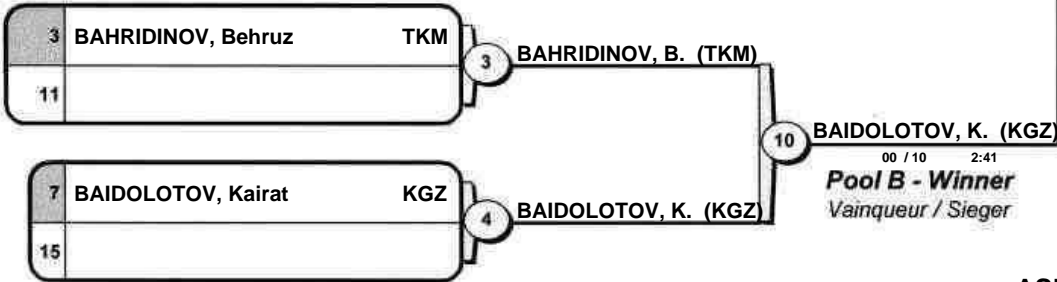 3 BAHRIDINOV, Behruz TKM
11
3
BAHRIDINOV, B. (TKM)
7 BAIDOLOTOV, Kairat KGZ
15
4
BAIDOLOTOV, K. (KGZ)
10
BAIDOLOTOV, K. (KGZ)
00 / 10 2:41
Pool B - Winner
Vainqueur / Sieger